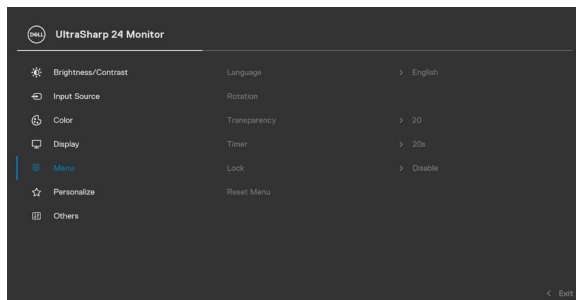 DELL UltraSharp 24 Monitor
Brightness/Contrast Language > English
Input Source Rotation
Color Transparency > 20
Display Timer > 20s
Menu Lock > Disable
Personalize Reset Menu
Others
< Exit